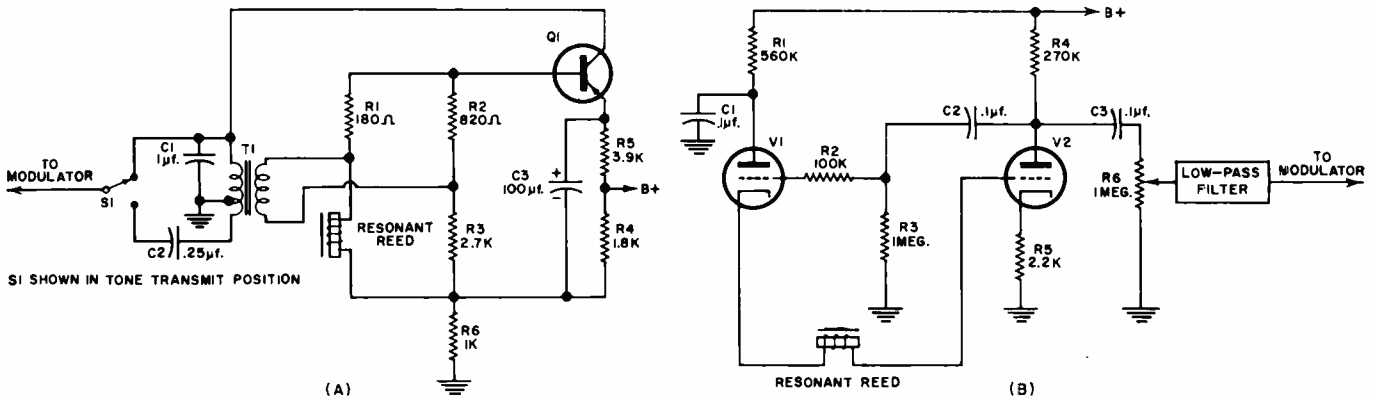 Q1
R1
180Ω
R2
820Ω
C1
1µf.
T1
TO
MODULATOR
S1
C2 .25µf.
S1 SHOWN IN TONE TRANSMIT POSITION
RESONANT
REED
R3
2.7K
C3
100µf.
+
−
R5
3.9K
B+
R4
1.8K
R6
1K
(A)
B+
R1
560K
R4
270K
C1
.1µf.
V1
R2
100K
C2 .1µf.
C3 .1µf.
V2
R3
1MEG.
R5
2.2K
R6
1MEG.
LOW-PASS
FILTER
TO
MODULATOR
RESONANT REED
(B)